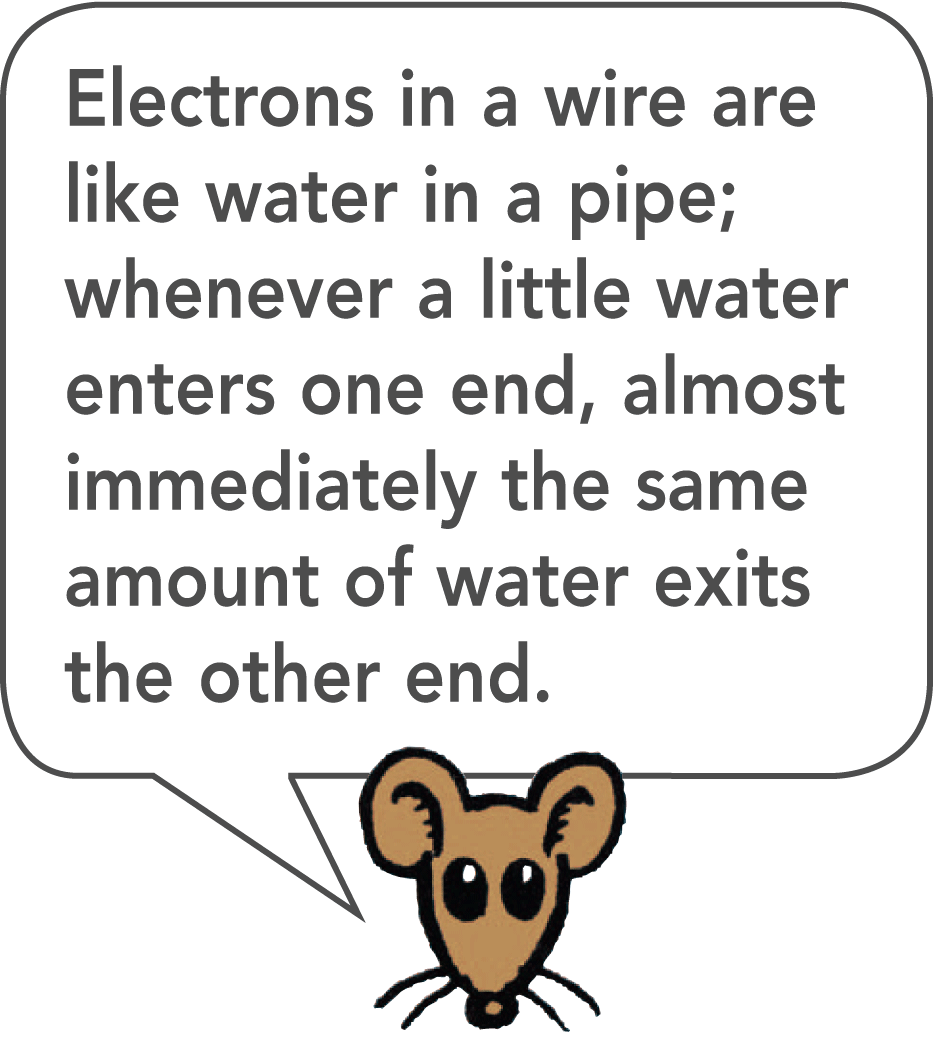 Electrons in a wire are
like water in a pipe;
whenever a little water
enters one end, almost
immediately the same
amount of water exits
the other end.